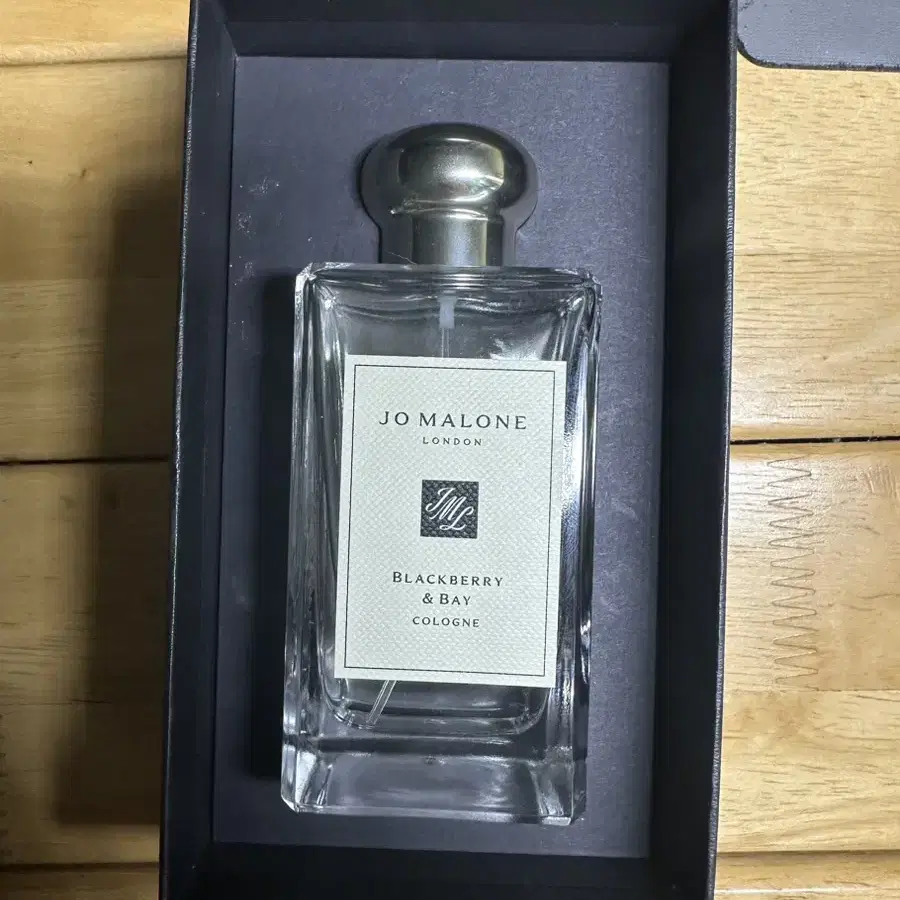 JO MALONE
LONDON
JML
BLACKBERRY
& BAY
COLOGNE